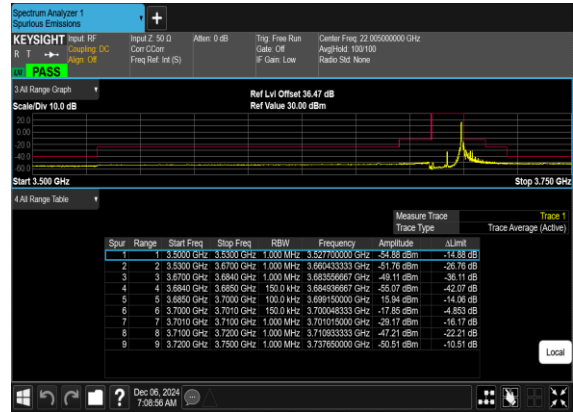 Spectrum Analyzer 1
Spurious Emissions
KEYSIGHT Input: RF Input Z: 50 Ω Atten: 0 dB Trig: Free Run Center Freq: 22.005000000 GHz
R T Coupling: DC Corr CCorr Gate: Off Avg|Hold: 100/100
Align: Off Freq Ref: Int (S) IF Gain: Low Radio Std: None
PASS
3 All Range Graph
Ref Lvl Offset 36.47 dB
Scale/Div 10.0 dB Ref Value 30.00 dBm
20.0
0.00
-20.0
-40.0
-60.0
Start 3.500 GHz Stop 3.750 GHz
4 All Range Table
Measure Trace Trace 1
Trace Type Trace Average (Active)
Spur Range Start Freq Stop Freq RBW Frequency Amplitude ΔLimit
1 1 3.5000 GHz 3.5300 GHz 1.000 MHz 3.527700000 GHz -54.88 dBm -14.88 dB
2 2 3.5300 GHz 3.6700 GHz 1.000 MHz 3.660433333 GHz -51.76 dBm -26.76 dB
3 3 3.6700 GHz 3.6840 GHz 1.000 MHz 3.683556667 GHz -49.11 dBm -36.11 dB
4 4 3.6840 GHz 3.6850 GHz 150.0 kHz 3.684936667 GHz -55.07 dBm -42.07 dB
5 5 3.6850 GHz 3.7000 GHz 100.0 kHz 3.699150000 GHz 15.94 dBm -14.06 dB
6 6 3.7000 GHz 3.7010 GHz 150.0 kHz 3.700048333 GHz -17.85 dBm -4.853 dB
7 7 3.7010 GHz 3.7100 GHz 1.000 MHz 3.701015000 GHz -29.17 dBm -16.17 dB
8 8 3.7100 GHz 3.7200 GHz 1.000 MHz 3.710933333 GHz -47.21 dBm -22.21 dB
9 9 3.7200 GHz 3.7500 GHz 1.000 MHz 3.737650000 GHz -50.51 dBm -10.51 dB
Local
Dec 06, 2024
7:08:56 AM